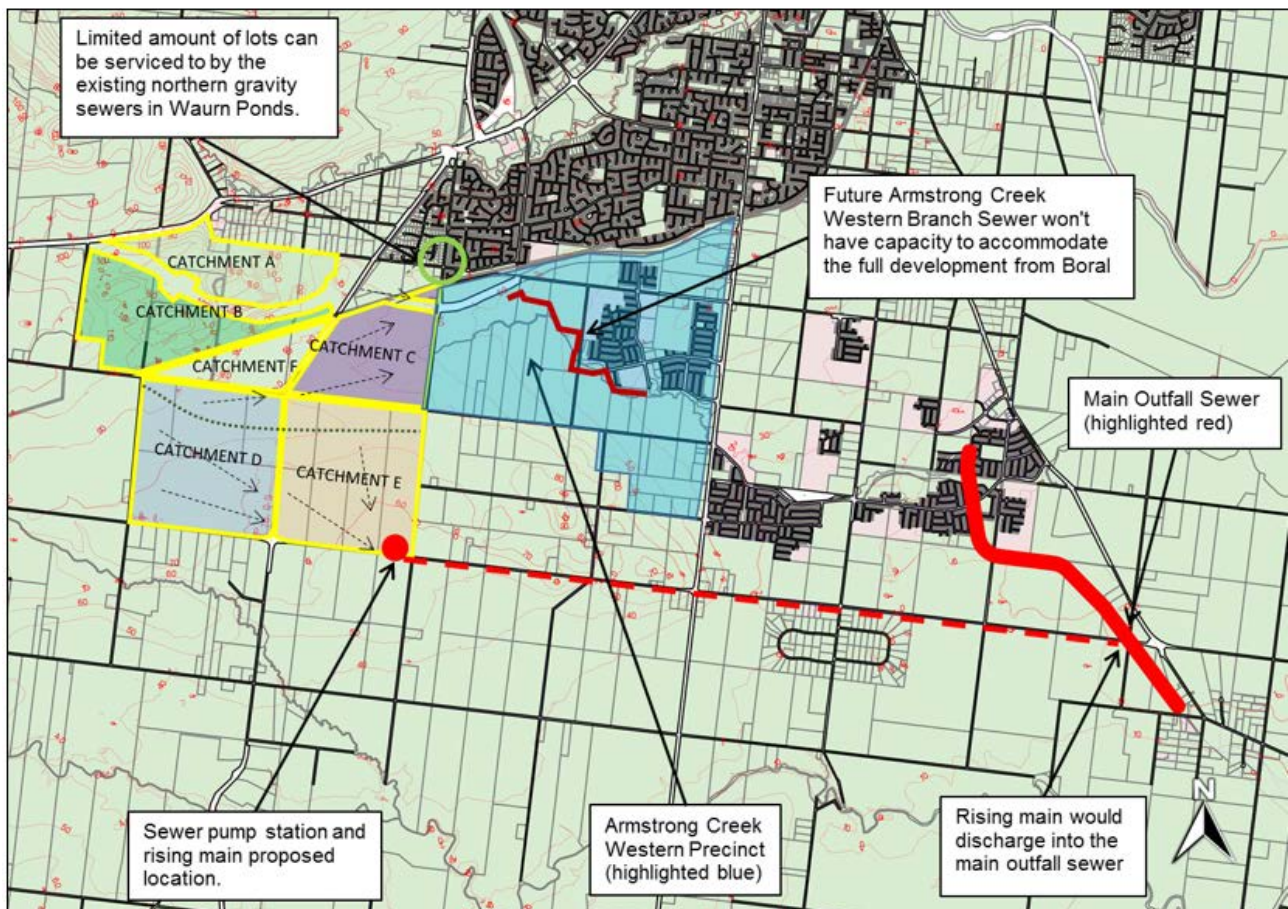 Limited amount of lots can
be serviced to by the
existing northern gravity
sewers in Waurn Ponds.
Future Armstrong Creek
Western Branch Sewer won't
have capacity to accommodate
the full development from Boral
CATCHMENT A
CATCHMENT B
CATCHMENT F
CATCHMENT C
CATCHMENT D
CATCHMENT E
Main Outfall Sewer
(highlighted red)
Sewer pump station and
rising main proposed
location.
Armstrong Creek
Western Precinct
(highlighted blue)
Rising main would
discharge into the
main outfall sewer
N